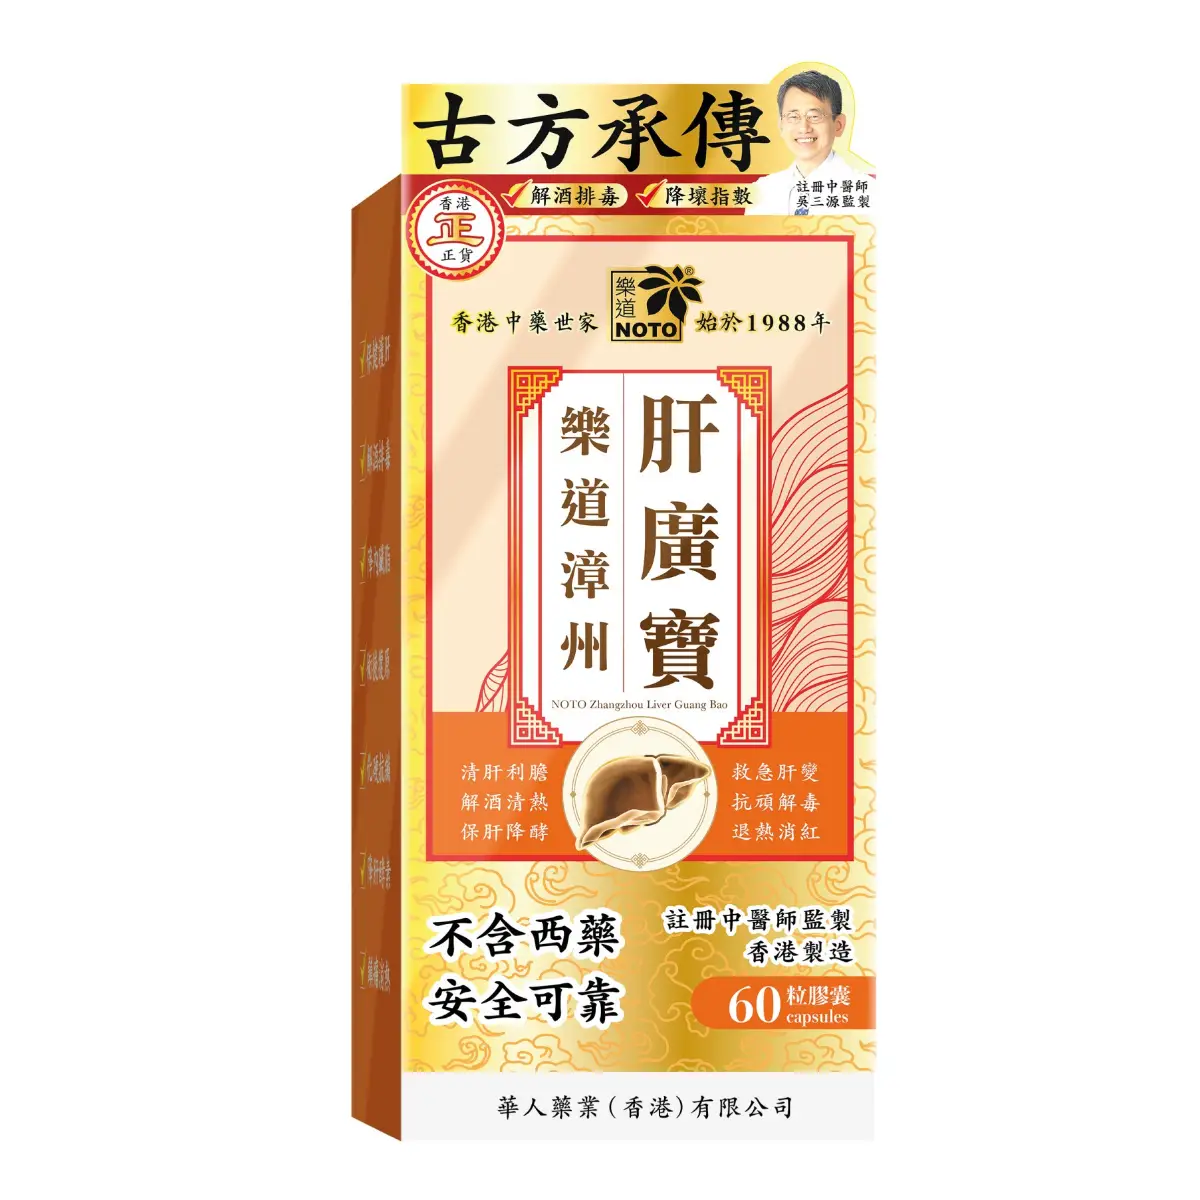 古方承傳
解酒排毒
降壞指數
註冊中醫師
吳三源監製
香港
正
正貨
香港中藥世家
樂道
NOTO
®
始於1988年
肝廣寶
樂道漳州
NOTO Zhangzhou Liver Guang Bao
清肝利膽
解酒清熱
保肝降酵
救急肝變
抗頑解毒
退熱消紅
不含西藥
安全可靠
註冊中醫師監製
香港製造
60粒膠囊
capsules
華人藥業(香港)有限公司
解酒排毒